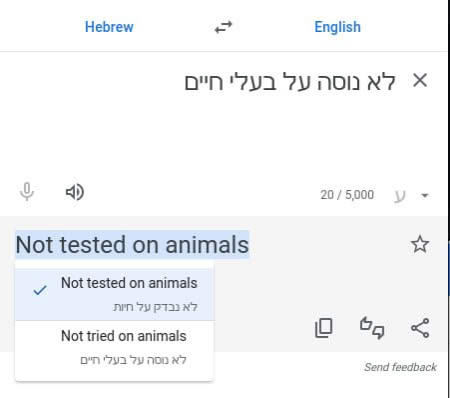 Hebrew
English
לא נוסה על בעלי חיים
20 / 5,000
ע
Not tested on animals
Not tested on animals
לא נבדק על חיות
Not tried on animals
לא נוסה על בעלי חיים
Send feedback